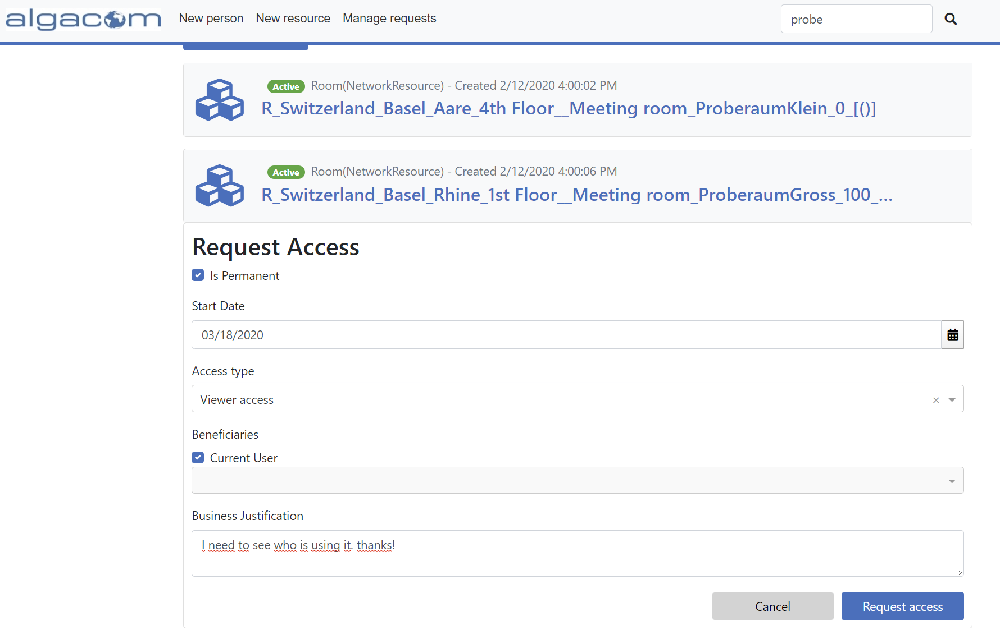 algacom New person New resource Manage requests probe
Active Room(NetworkResource) - Created 2/12/2020 4:00:02 PM
R_Switzerland_Basel_Aare_4th Floor__Meeting room_ProberaumKlein_0_[()]
Active Room(NetworkResource) - Created 2/12/2020 4:00:06 PM
R_Switzerland_Basel_Rhine_1st Floor__Meeting room_ProberaumGross_100_...
Request Access
Is Permanent
Start Date
03/18/2020
Access type
Viewer access ×
Beneficiaries
Current User
Business Justification
I need to see who is using it. thanks!
Cancel Request access